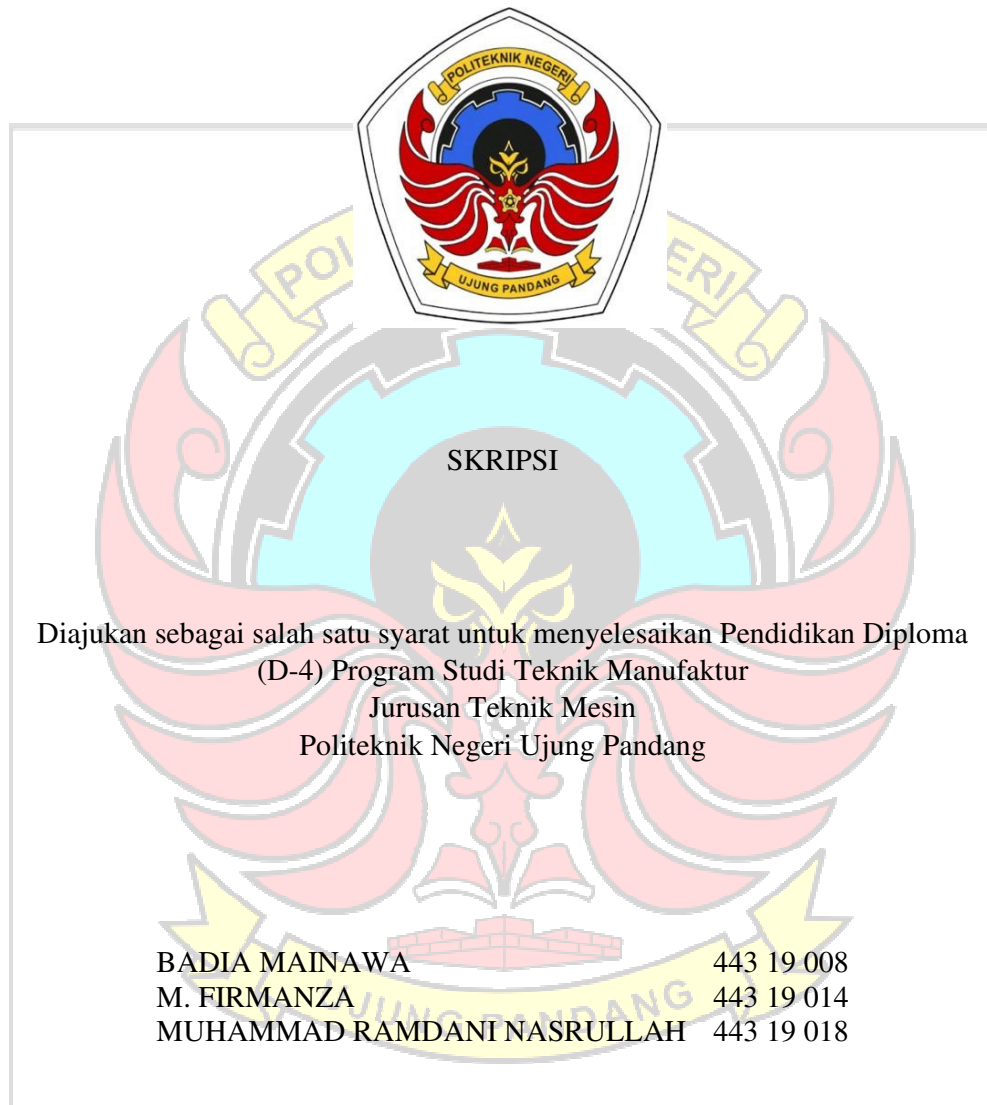 POLITEKNIK NEGERI
UJUNG PANDANG
SKRIPSI
Diajukan sebagai salah satu syarat untuk menyelesaikan Pendidikan Diploma
(D-4) Program Studi Teknik Manufaktur
Jurusan Teknik Mesin
Politeknik Negeri Ujung Pandang
BADIA MAINAWA 443 19 008
M. FIRMANZA 443 19 014
MUHAMMAD RAMDANI NASRULLAH 443 19 018
UJUNG PANDANG